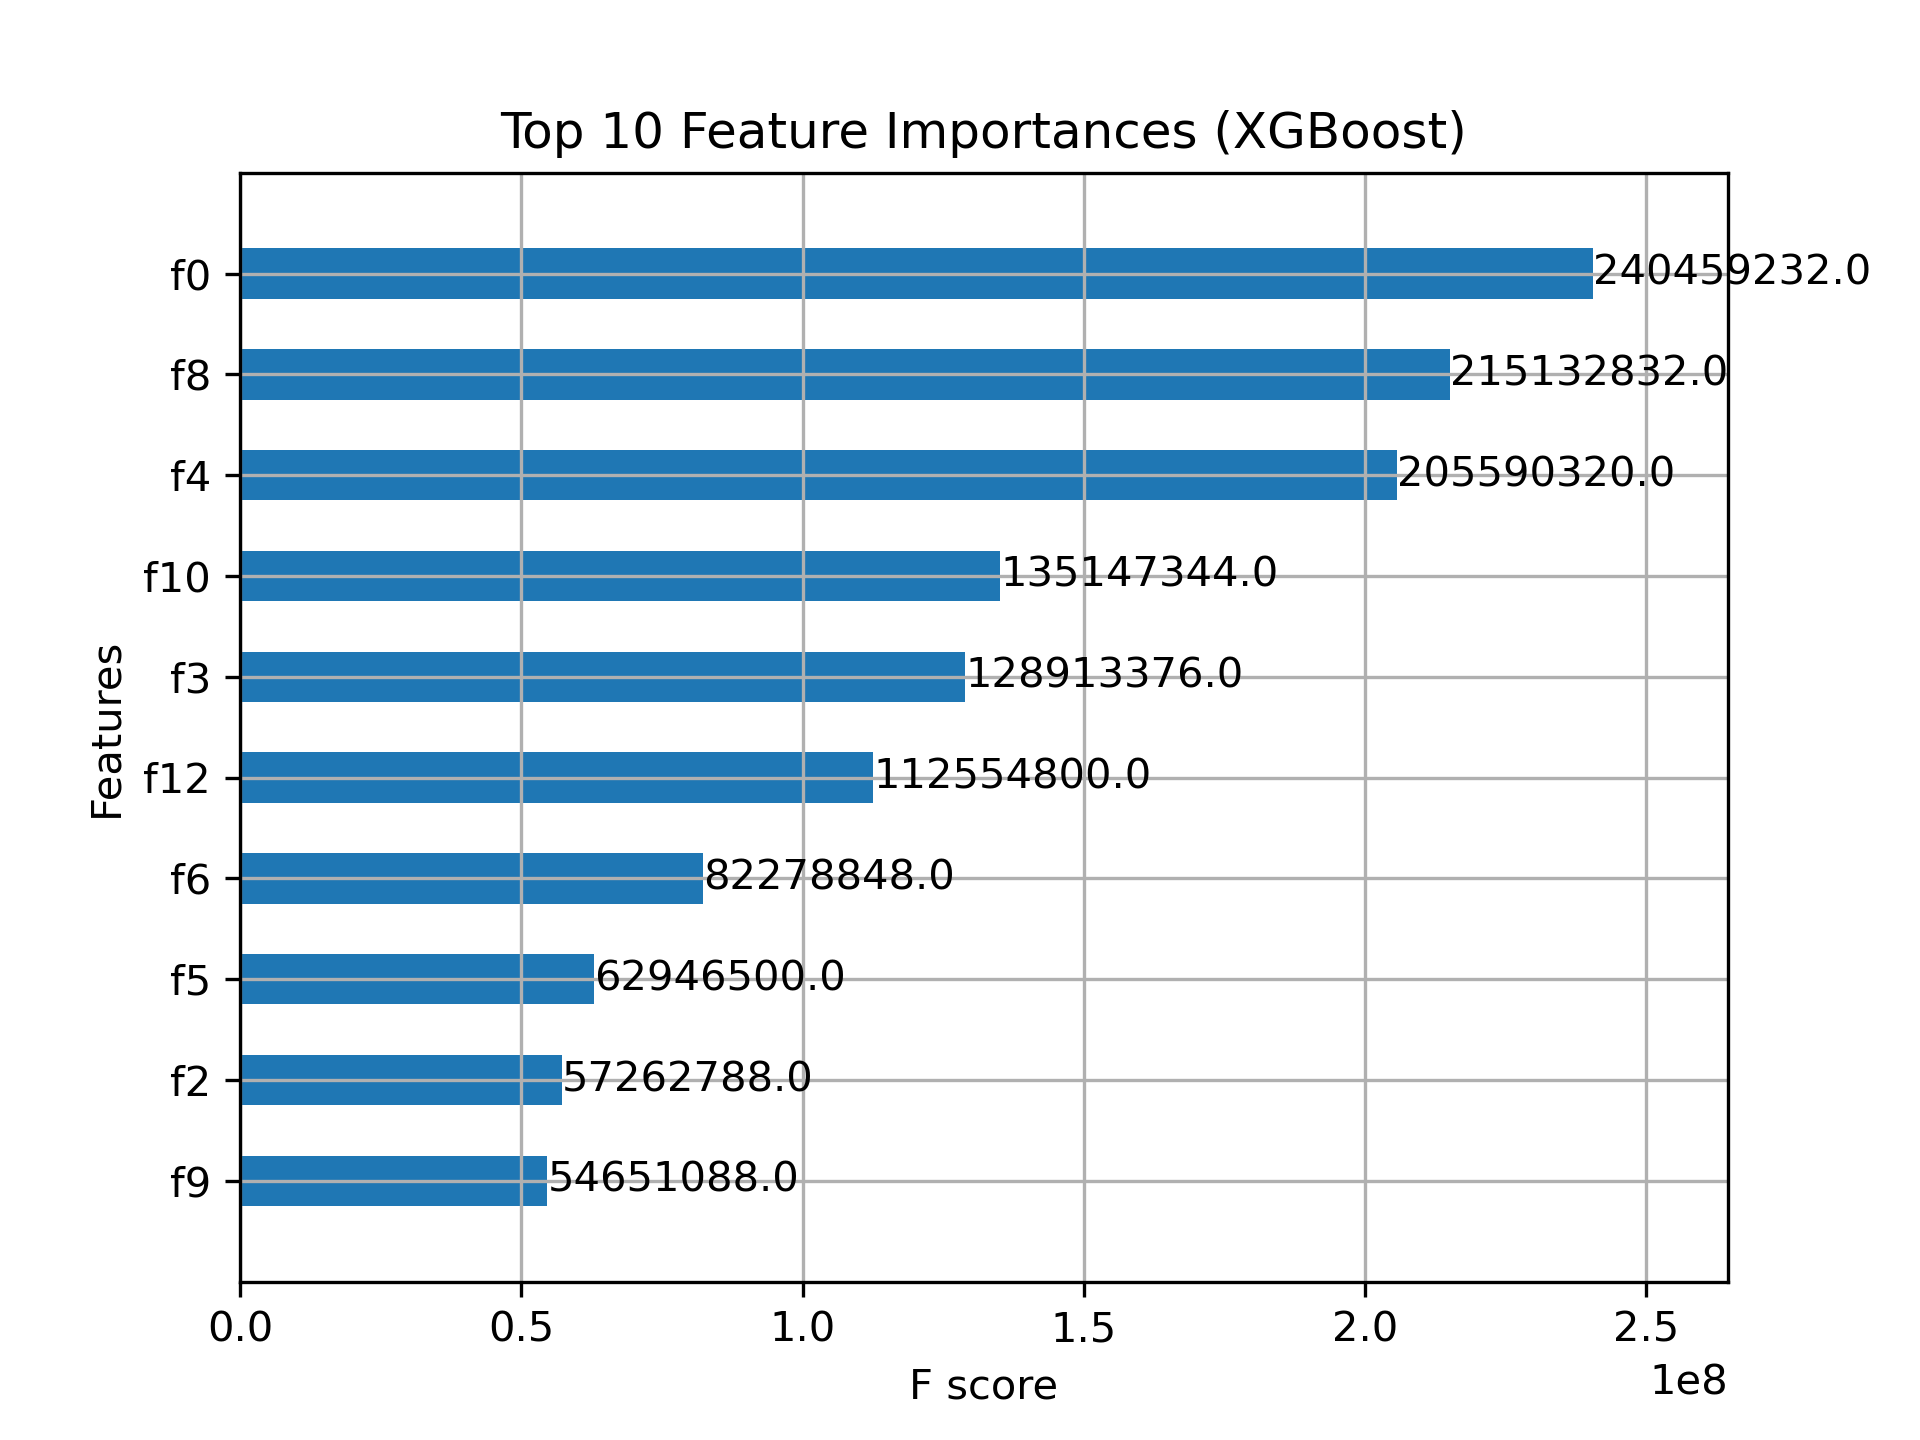 Top 10 Feature Importances (XGBoost)
Features
f0 240459232.0
f8 215132832.0
f4 205590320.0
f10 135147344.0
f3 128913376.0
f12 112554800.0
f6 82278848.0
f5 62946500.0
f2 57262788.0
f9 54651088.0
0.0 0.5 1.0 1.5 2.0 2.5
1e8
F score